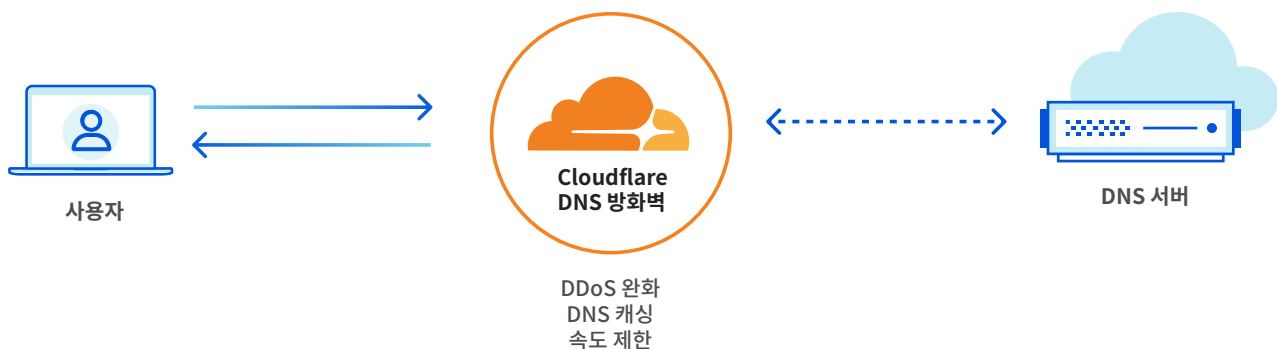 사용자
Cloudflare
DNS 방화벽
DNS 서버
DDoS 완화
DNS 캐싱
속도 제한